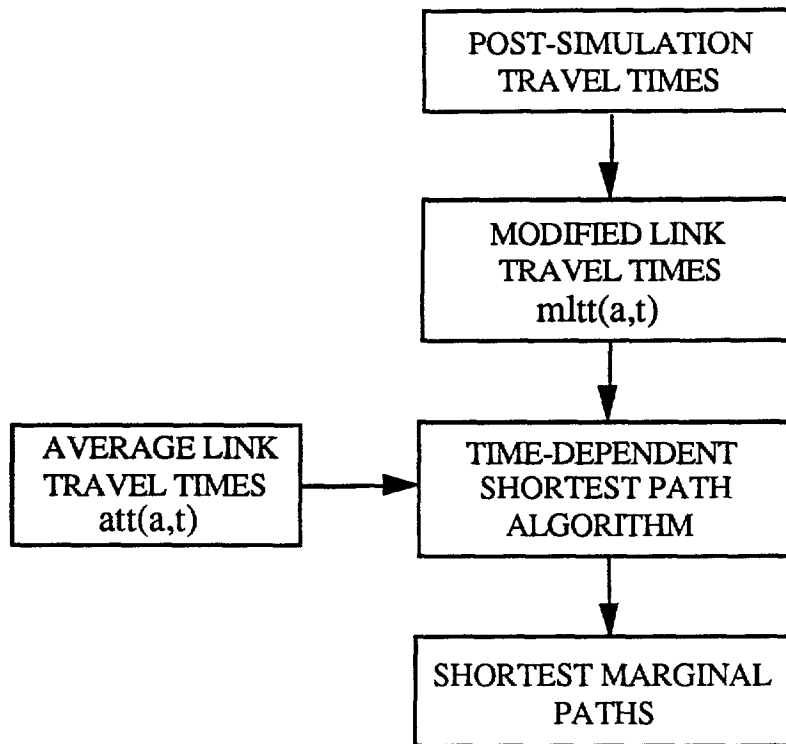 POST-SIMULATION
TRAVEL TIMES
MODIFIED LINK
TRAVEL TIMES
mltt(a,t)
AVERAGE LINK
TRAVEL TIMES
att(a,t)
TIME-DEPENDENT
SHORTEST PATH
ALGORITHM
SHORTEST MARGINAL
PATHS